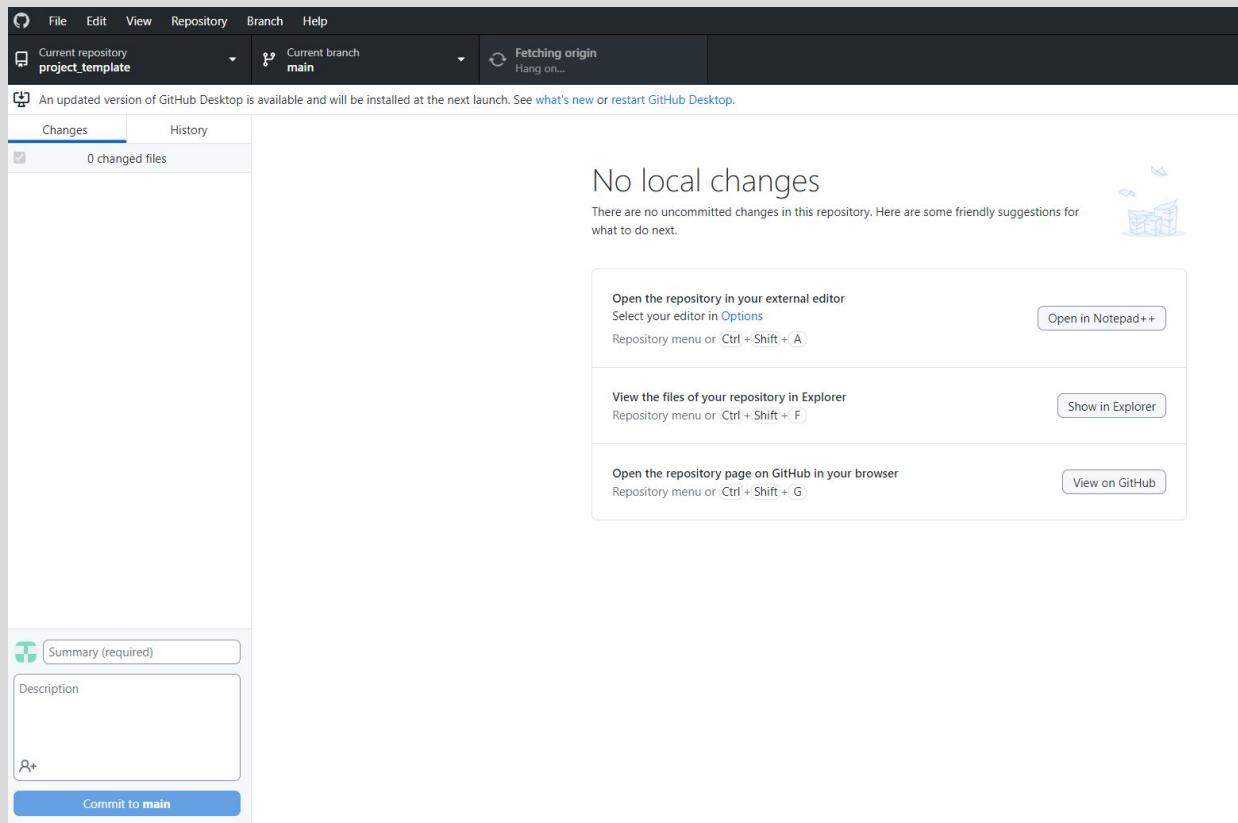 File Edit View Repository Branch Help
Current repository
project_template
Current branch
main
Fetching origin
Hang on...
An updated version of GitHub Desktop is available and will be installed at the next launch. See what's new or restart GitHub Desktop.
Changes History
0 changed files
No local changes
There are no uncommitted changes in this repository. Here are some friendly suggestions for
what to do next.
Open the repository in your external editor
Select your editor in Options
Repository menu or Ctrl + Shift + A
Open in Notepad++
View the files of your repository in Explorer
Repository menu or Ctrl + Shift + F
Show in Explorer
Open the repository page on GitHub in your browser
Repository menu or Ctrl + Shift + G
View on GitHub
Summary (required)
Description
Commit to main